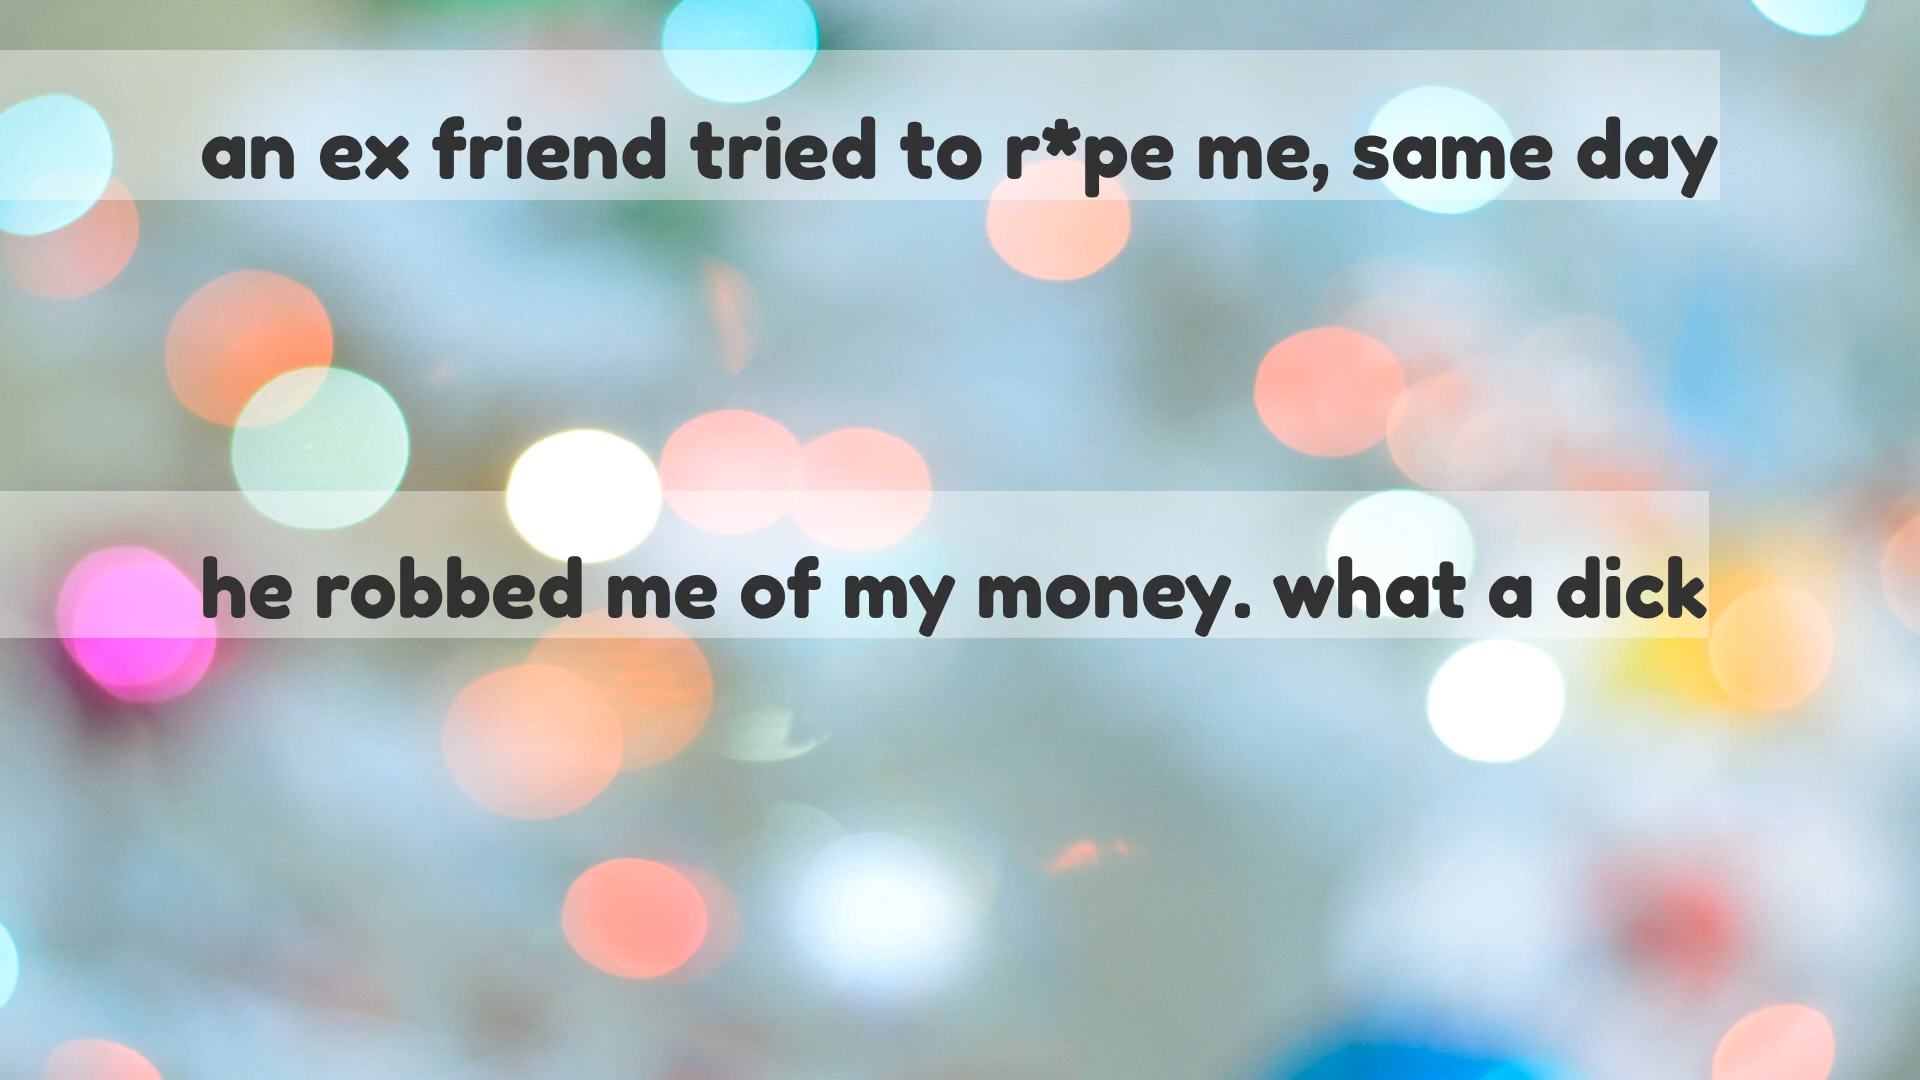 an ex friend tried to r*pe me, same day
he robbed me of my money. what a dick